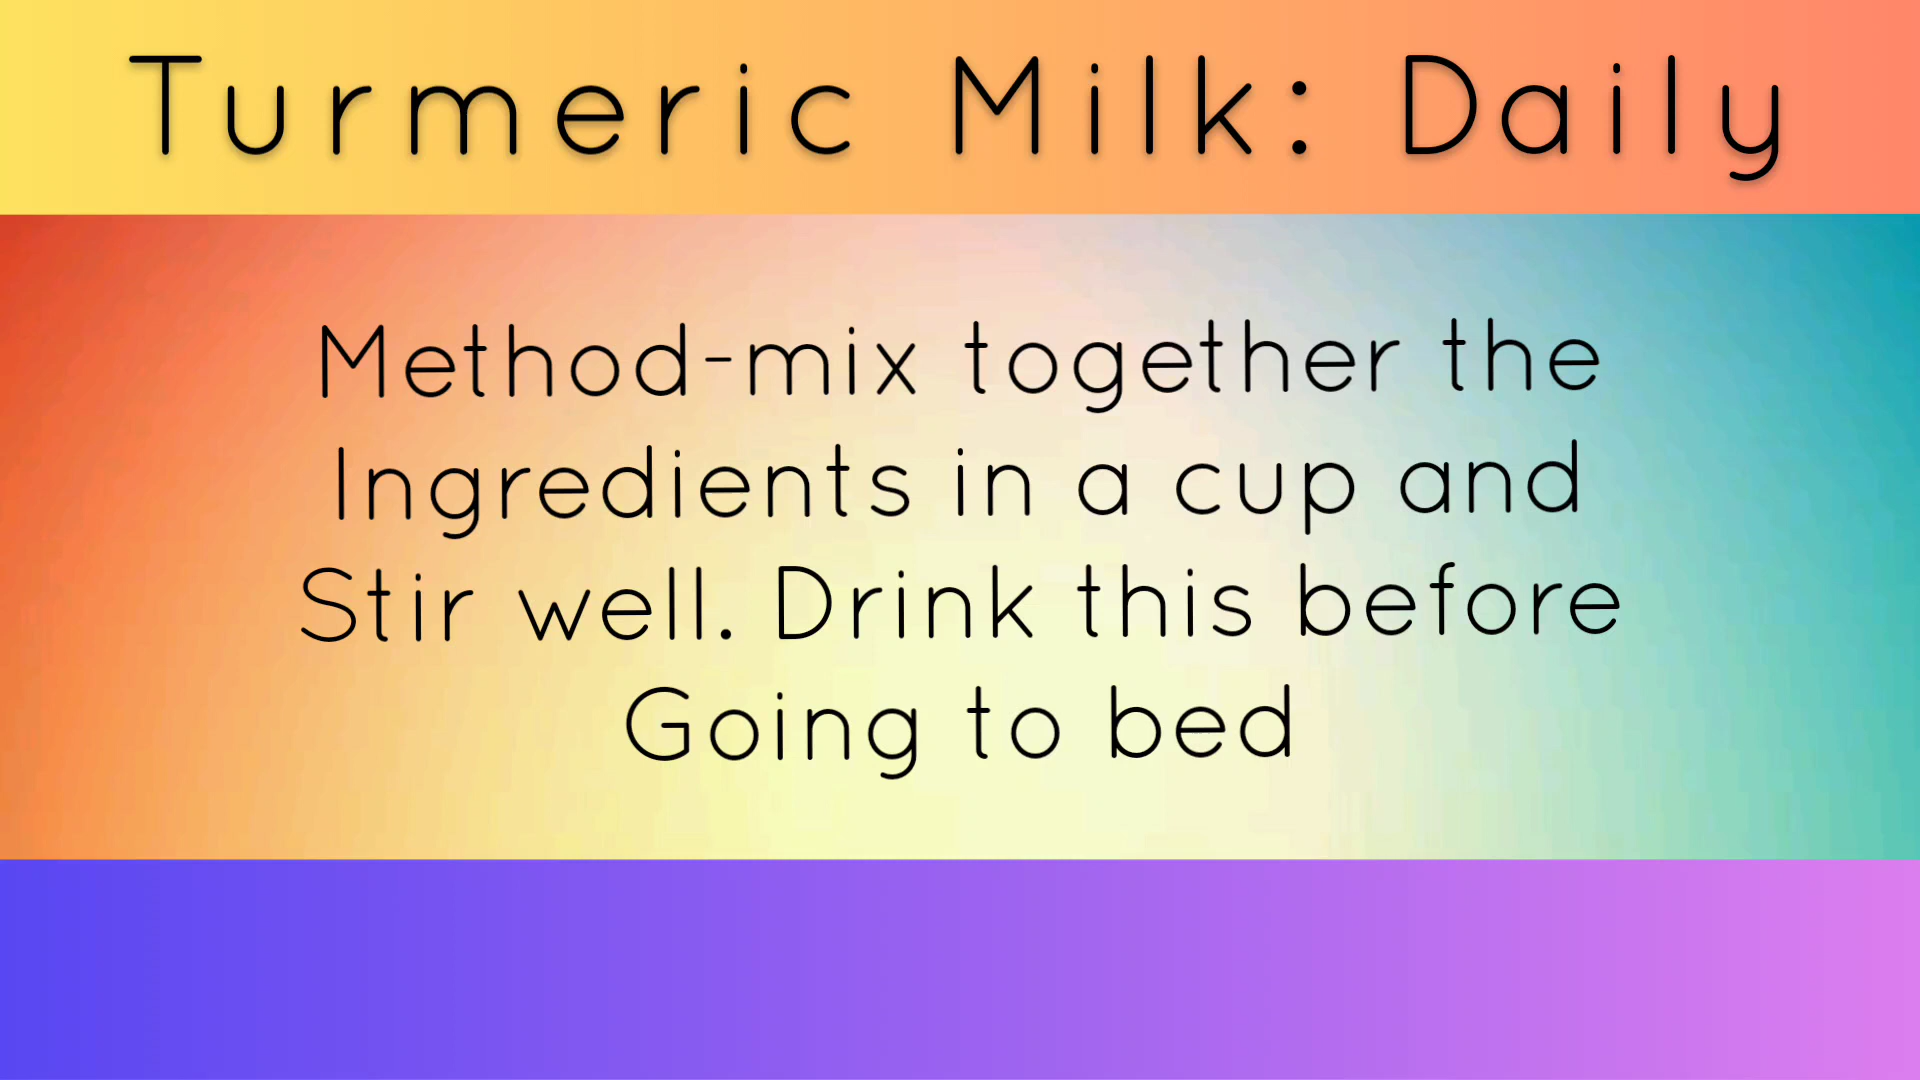 Turmeric Milk: Daily
Method-mix together the
Ingredients in a cup and
Stir well. Drink this before
Going to bed